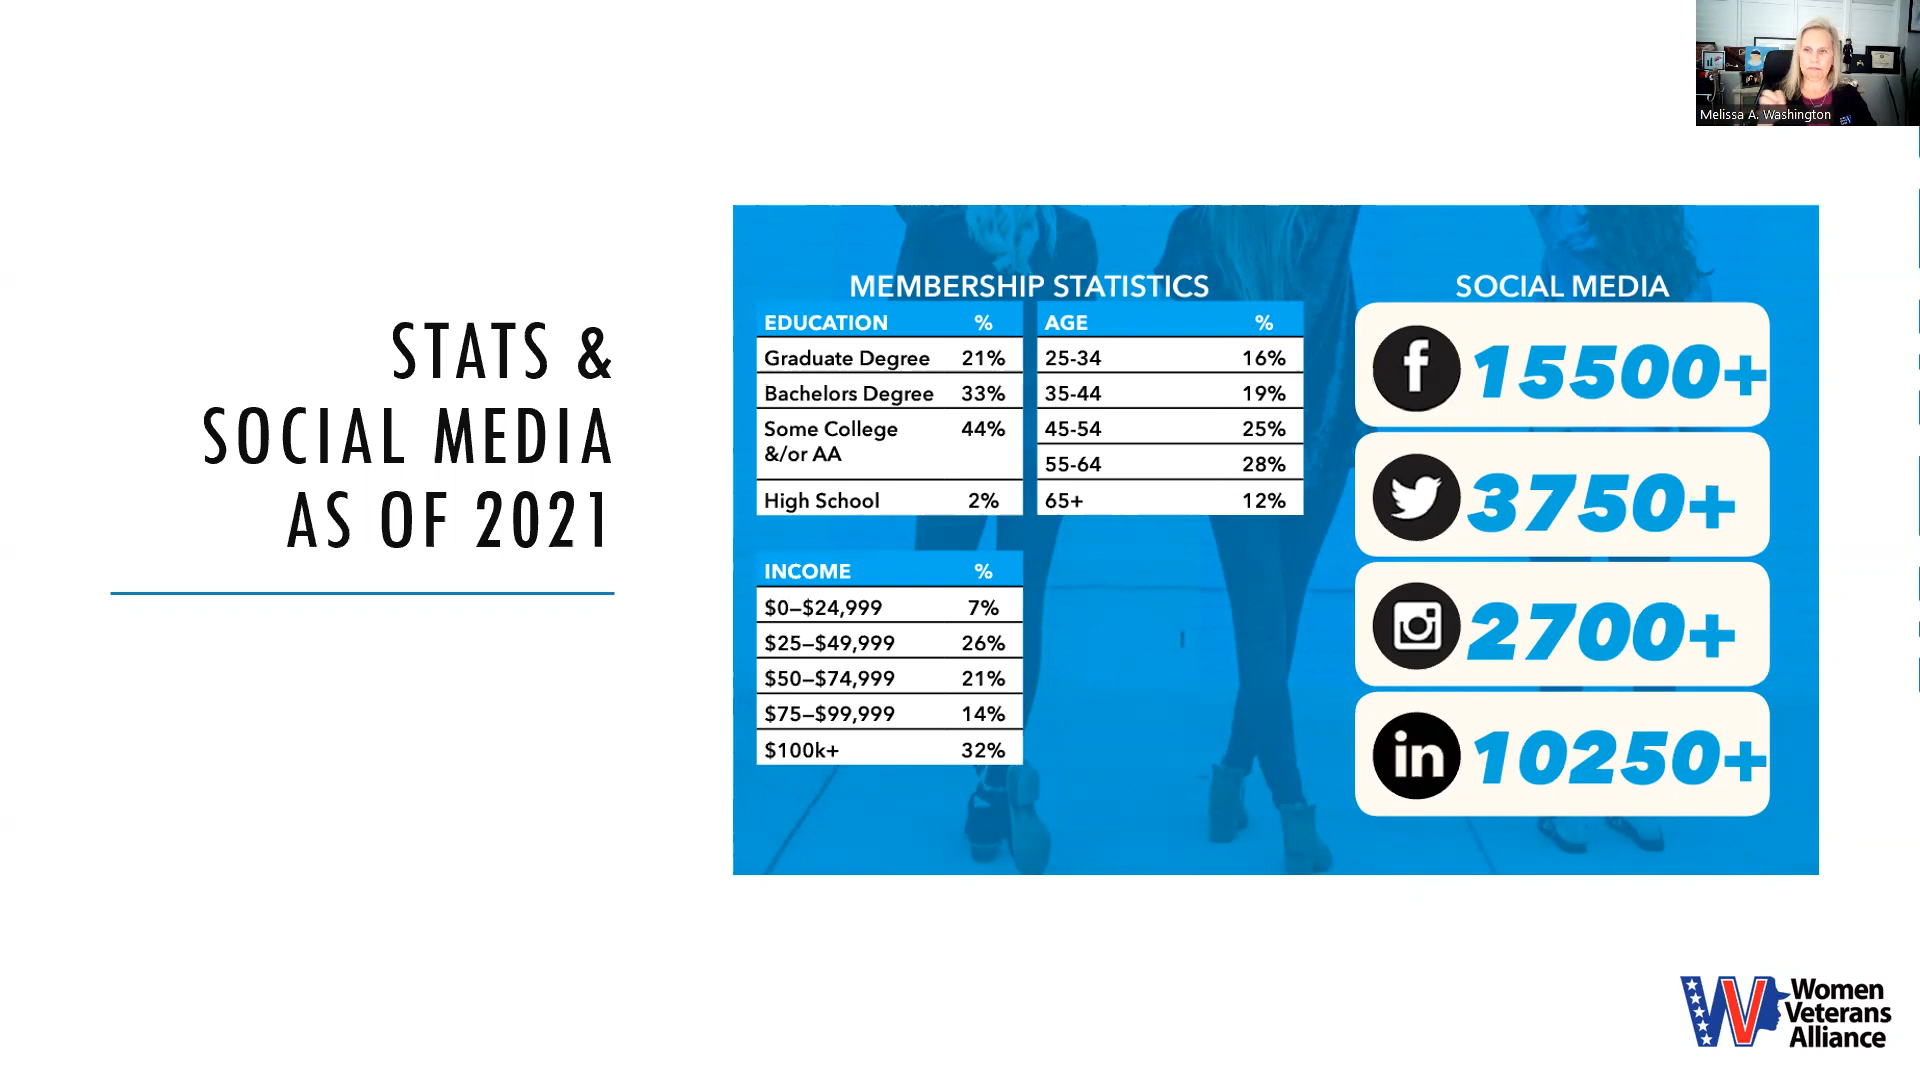 Melissa A. Washington
STATS &
SOCIAL MEDIA
AS OF 2021
MEMBERSHIP STATISTICS
EDUCATION %
Graduate Degree 21%
Bachelors Degree 33%
Some College 44%
&/or AA
High School 2%
AGE %
25-34 16%
35-44 19%
45-54 25%
55-64 28%
65+ 12%
INCOME %
$0–$24,999 7%
$25–$49,999 26%
$50–$74,999 21%
$75–$99,999 14%
$100k+ 32%
SOCIAL MEDIA
f 15500+
3750+
2700+
in 10250+
W
Women
Veterans
Alliance